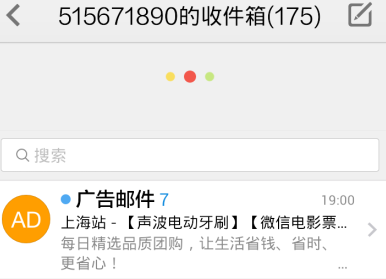 515671890的收件箱(175)
搜索
AD
广告邮件 7
19:00
上海站 - 【声波电动牙刷】【微信电影票...
每日精选品质团购，让生活省钱、省时、
更省心！ ...